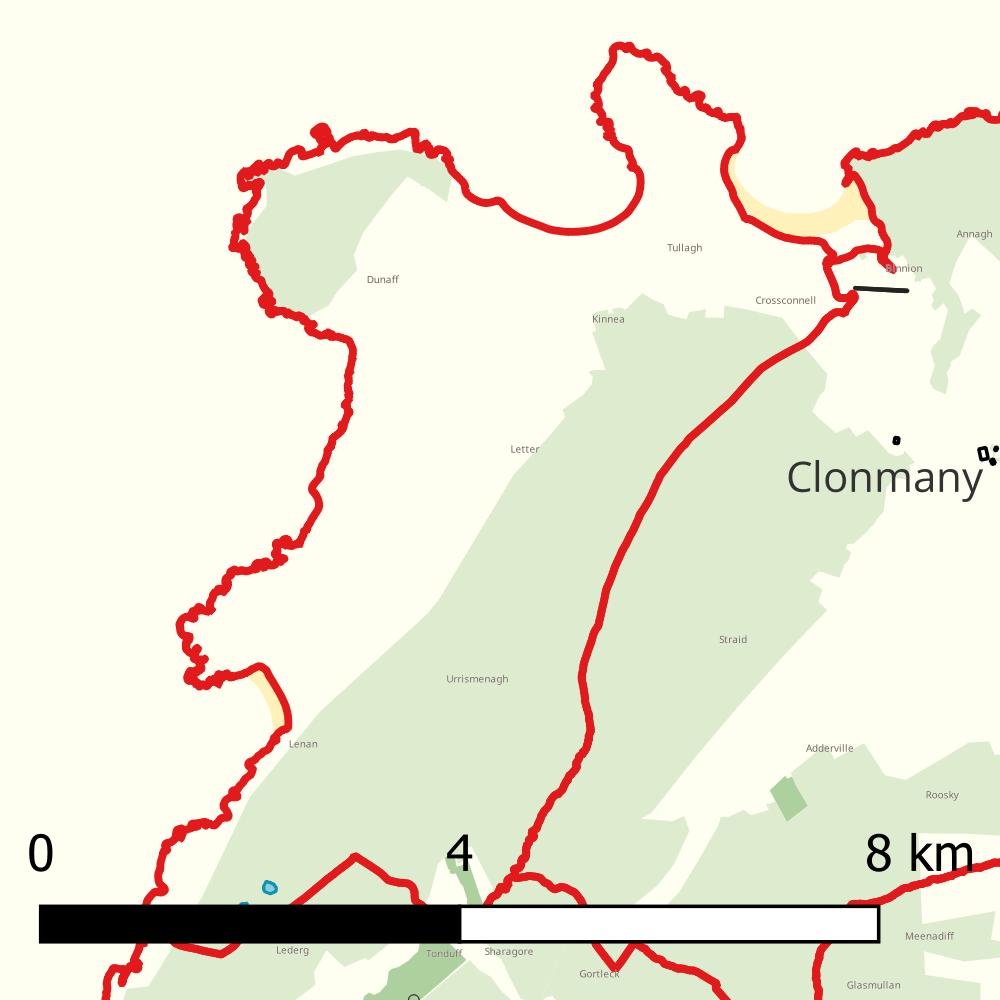 Annagh
Tullagh
Binnion
Dunaff
Crossconnell
Kinnea
Letter
Clonmany
Straid
Urrismenagh
Lenan
Adderville
Roosky
0 4 8 km
Meenadiff
Lederg
Tonduff
Sharagore
Gortleck
Glasmullan